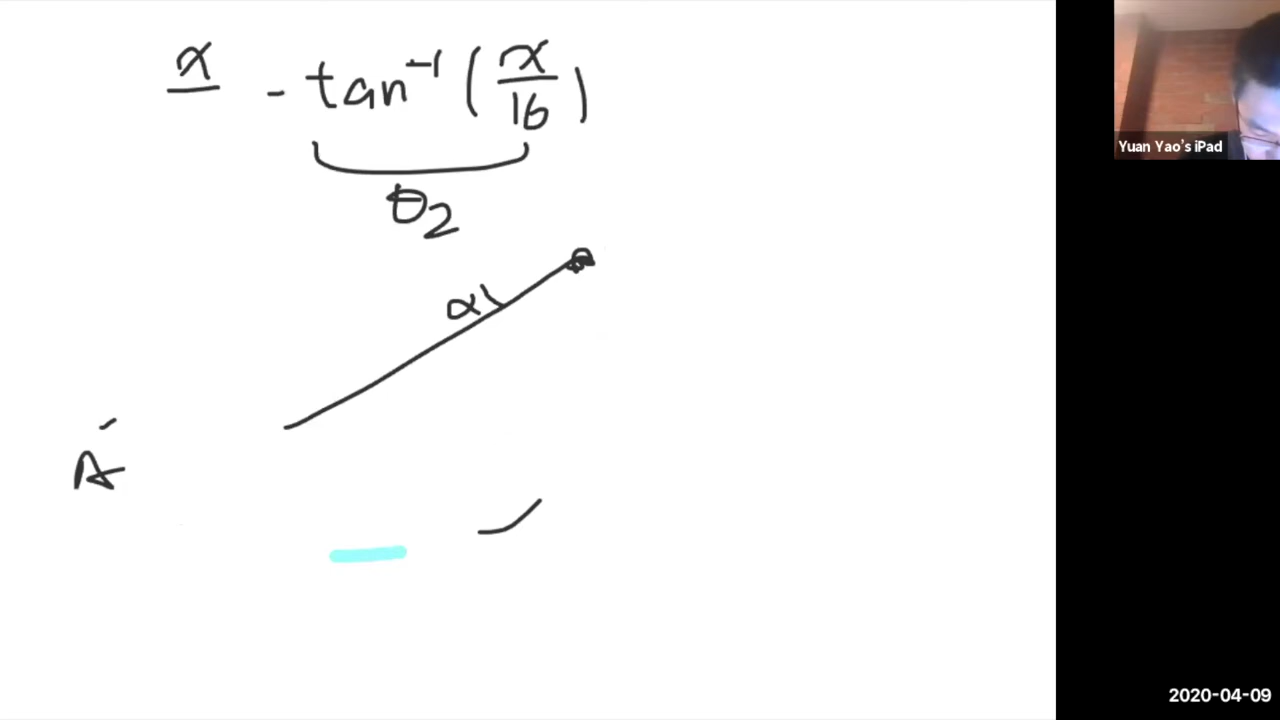 x/ - tan⁻¹ (x/16)
θ₂
α
A
Yuan Yao's iPad
2020-04-09